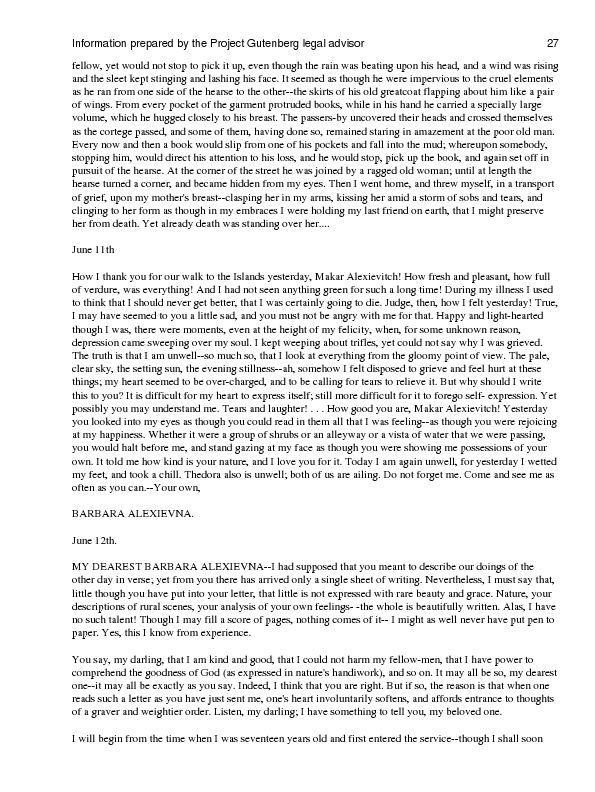 Information prepared by the Project Gutenberg legal advisor 27
fellow, yet would not stop to pick it up, even though the rain was beating upon his head, and a wind was rising
and the sleet kept stinging and lashing his face. It seemed as though he were impervious to the cruel elements
as he ran from one side of the hearse to the other--the skirts of his old greatcoat flapping about him like a pair
of wings. From every pocket of the garment protruded books, while in his hand he carried a specially large
volume, which he hugged closely to his breast. The passers-by uncovered their heads and crossed themselves
as the cortege passed, and some of them, having done so, remained staring in amazement at the poor old man.
Every now and then a book would slip from one of his pockets and fall into the mud; whereupon somebody,
stopping him, would direct his attention to his loss, and he would stop, pick up the book, and again set off in
pursuit of the hearse. At the corner of the street he was joined by a ragged old woman; until at length the
hearse turned a corner, and became hidden from my eyes. Then I went home, and threw myself, in a transport
of grief, upon my mother's breast--clasping her in my arms, kissing her amid a storm of sobs and tears, and
clinging to her form as though in my embraces I were holding my last friend on earth, that I might preserve
her from death. Yet already death was standing over her....
June 11th
How I thank you for our walk to the Islands yesterday, Makar Alexievitch! How fresh and pleasant, how full
of verdure, was everything! And I had not seen anything green for such a long time! During my illness I used
to think that I should never get better, that I was certainly going to die. Judge, then, how I felt yesterday! True,
I may have seemed to you a little sad, and you must not be angry with me for that. Happy and light-hearted
though I was, there were moments, even at the height of my felicity, when, for some unknown reason,
depression came sweeping over my soul. I kept weeping about trifles, yet could not say why I was grieved.
The truth is that I am unwell--so much so, that I look at everything from the gloomy point of view. The pale,
clear sky, the setting sun, the evening stillness--ah, somehow I felt disposed to grieve and feel hurt at these
things; my heart seemed to be over-charged, and to be calling for tears to relieve it. But why should I write
this to you? It is difficult for my heart to express itself; still more difficult for it to forego self- expression. Yet
possibly you may understand me. Tears and laughter! . . . How good you are, Makar Alexievitch! Yesterday
you looked into my eyes as though you could read in them all that I was feeling--as though you were rejoicing
at my happiness. Whether it were a group of shrubs or an alleyway or a vista of water that we were passing,
you would halt before me, and stand gazing at my face as though you were showing me possessions of your
own. It told me how kind is your nature, and I love you for it. Today I am again unwell, for yesterday I wetted
my feet, and took a chill. Thedora also is unwell; both of us are ailing. Do not forget me. Come and see me as
often as you can.--Your own,
BARBARA ALEXIEVNA.
June 12th.
MY DEAREST BARBARA ALEXIEVNA--I had supposed that you meant to describe our doings of the
other day in verse; yet from you there has arrived only a single sheet of writing. Nevertheless, I must say that,
little though you have put into your letter, that little is not expressed with rare beauty and grace. Nature, your
descriptions of rural scenes, your analysis of your own feelings- -the whole is beautifully written. Alas, I have
no such talent! Though I may fill a score of pages, nothing comes of it-- I might as well never have put pen to
paper. Yes, this I know from experience.
You say, my darling, that I am kind and good, that I could not harm my fellow-men, that I have power to
comprehend the goodness of God (as expressed in nature's handiwork), and so on. It may all be so, my dearest
one--it may all be exactly as you say. Indeed, I think that you are right. But if so, the reason is that when one
reads such a letter as you have just sent me, one's heart involuntarily softens, and affords entrance to thoughts
of a graver and weightier order. Listen, my darling; I have something to tell you, my beloved one.
I will begin from the time when I was seventeen years old and first entered the service--though I shall soon